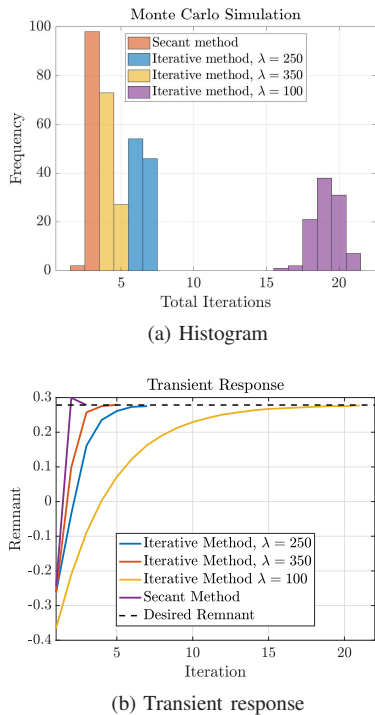 Monte Carlo Simulation
100
80
60
40
20
0
Frequency
Secant method
Iterative method, λ = 250
Iterative method, λ = 350
Iterative method, λ = 100
5
10
15
20
Total Iterations
(a) Histogram
Transient Response
0.3
0.2
0.1
0
-0.1
-0.2
-0.3
-0.4
Remnant
Iterative Method, λ = 250
Iterative Method, λ = 350
Iterative Method λ = 100
Secant Method
Desired Remnant
5
10
15
20
Iteration
(b) Transient response